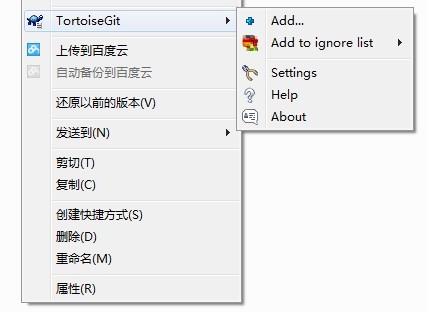 TortoiseGit
上传到百度云
自动备份到百度云
还原以前的版本(V)
发送到(N)
剪切(T)
复制(C)
创建快捷方式(S)
删除(D)
重命名(M)
属性(R)
Add...
Add to ignore list
Settings
Help
About